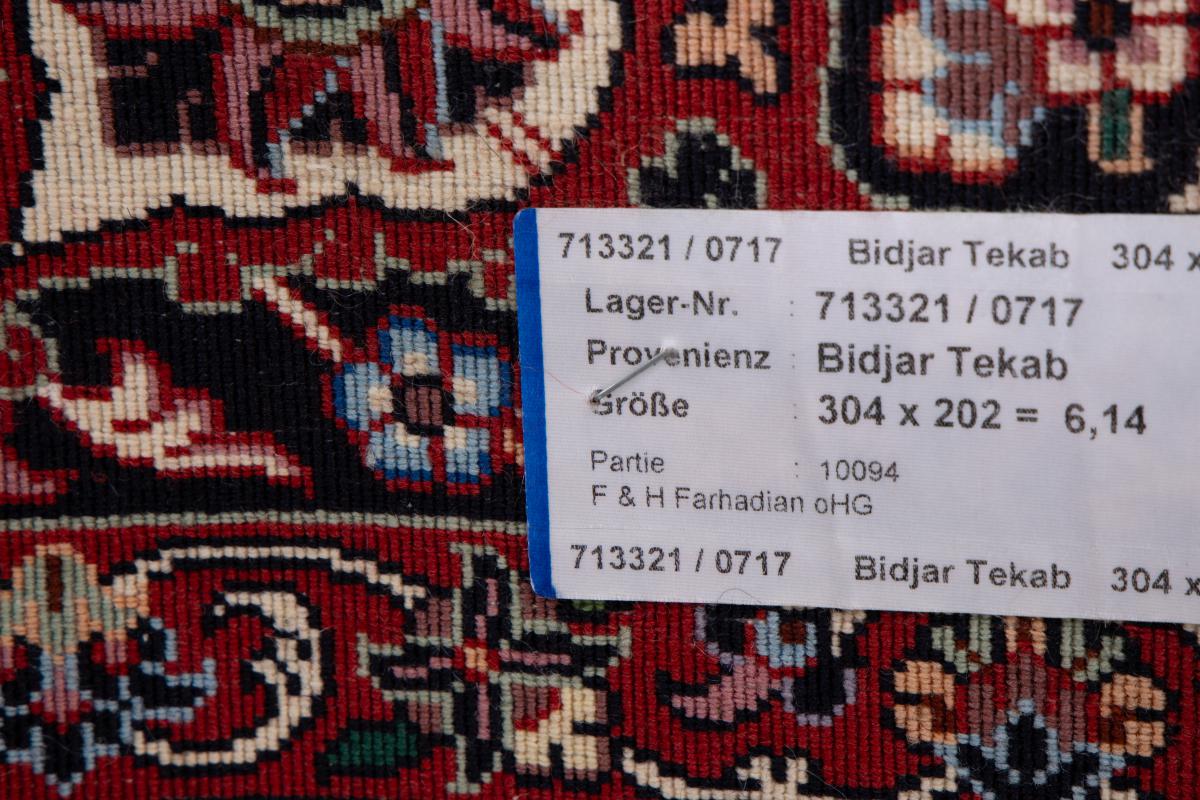 713321 / 0717 Bidjar Tekab 304 x
Lager-Nr. : 713321 / 0717
Provenienz : Bidjar Tekab
Größe : 304 x 202 = 6,14
Partie : 10094
F & H Farhadian oHG
713321 / 0717 Bidjar Tekab 304 x